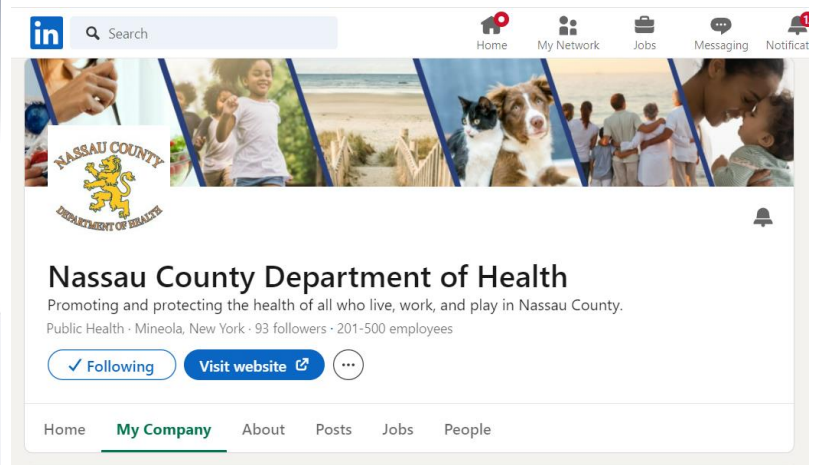 in
Search
Home
My Network
Jobs
Messaging
Notificat
1
NASSAU COUNTY
DEPARTMENT OF HEALTH
Nassau County Department of Health
Promoting and protecting the health of all who live, work, and play in Nassau County.
Public Health · Mineola, New York · 93 followers · 201-500 employees
✓ Following
Visit website
...
Home My Company About Posts Jobs People